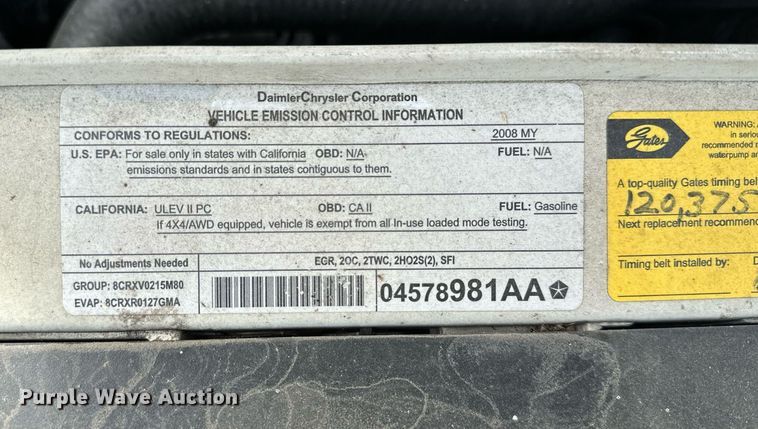 DaimlerChrysler Corporation
VEHICLE EMISSION CONTROL INFORMATION
CONFORMS TO REGULATIONS: 2008 MY
U.S. EPA: For sale only in states with California OBD: N/A FUEL: N/A
emissions standards and in states contiguous to them.
CALIFORNIA: ULEV II PC OBD: CA II FUEL: Gasoline
If 4X4/AWD equipped, vehicle is exempt from all In-use loaded mode testing.
No Adjustments Needed EGR, 2OC, 2TWC, 2HO2S(2), SFI
GROUP: 8CRXV0215M80
EVAP: 8CRXR0127GMA
04578981AA
Gates
WARNING:
in seriou
recommended
waterpump an
A top-quality Gates timing bel
120,375
Next replacement recommend
Timing belt installed by:
Purple Wave Auction